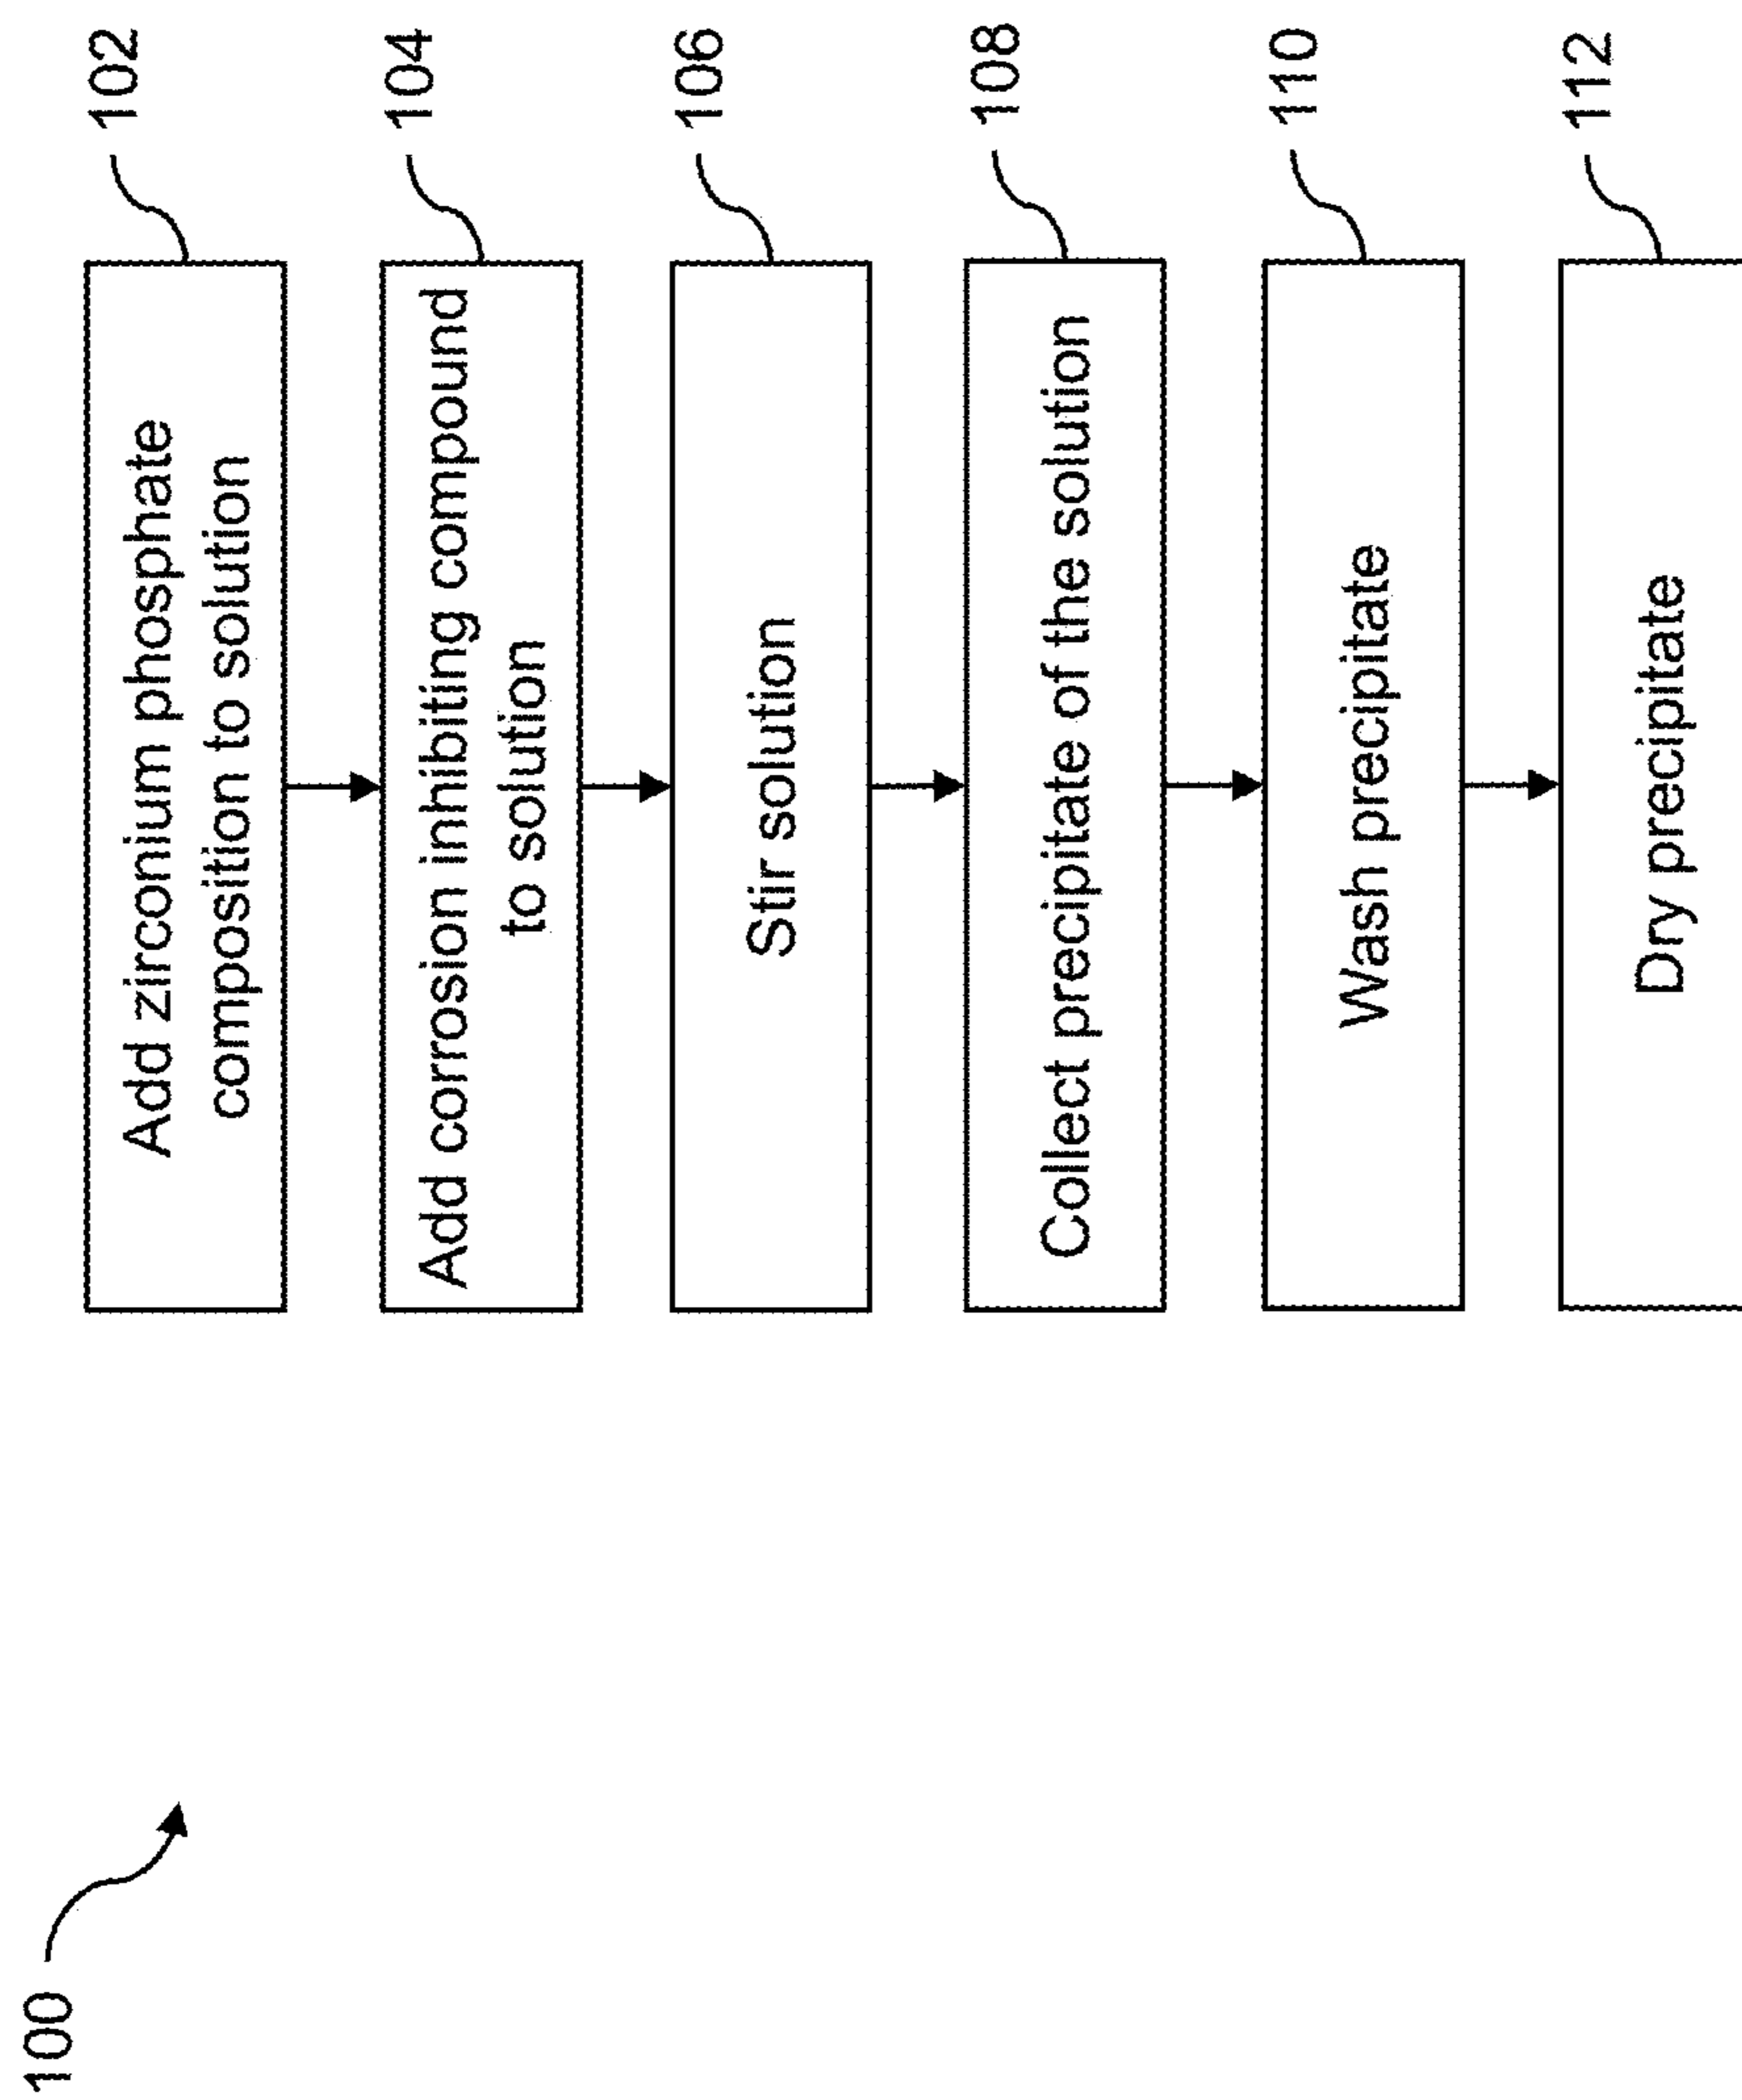 100
Add zirconium phosphate
composition to solution
102
Add corrosion inhibiting compound
to solution
104
Stir solution
106
Collect precipitate of the solution
108
Wash precipitate
110
Dry precipitate
112